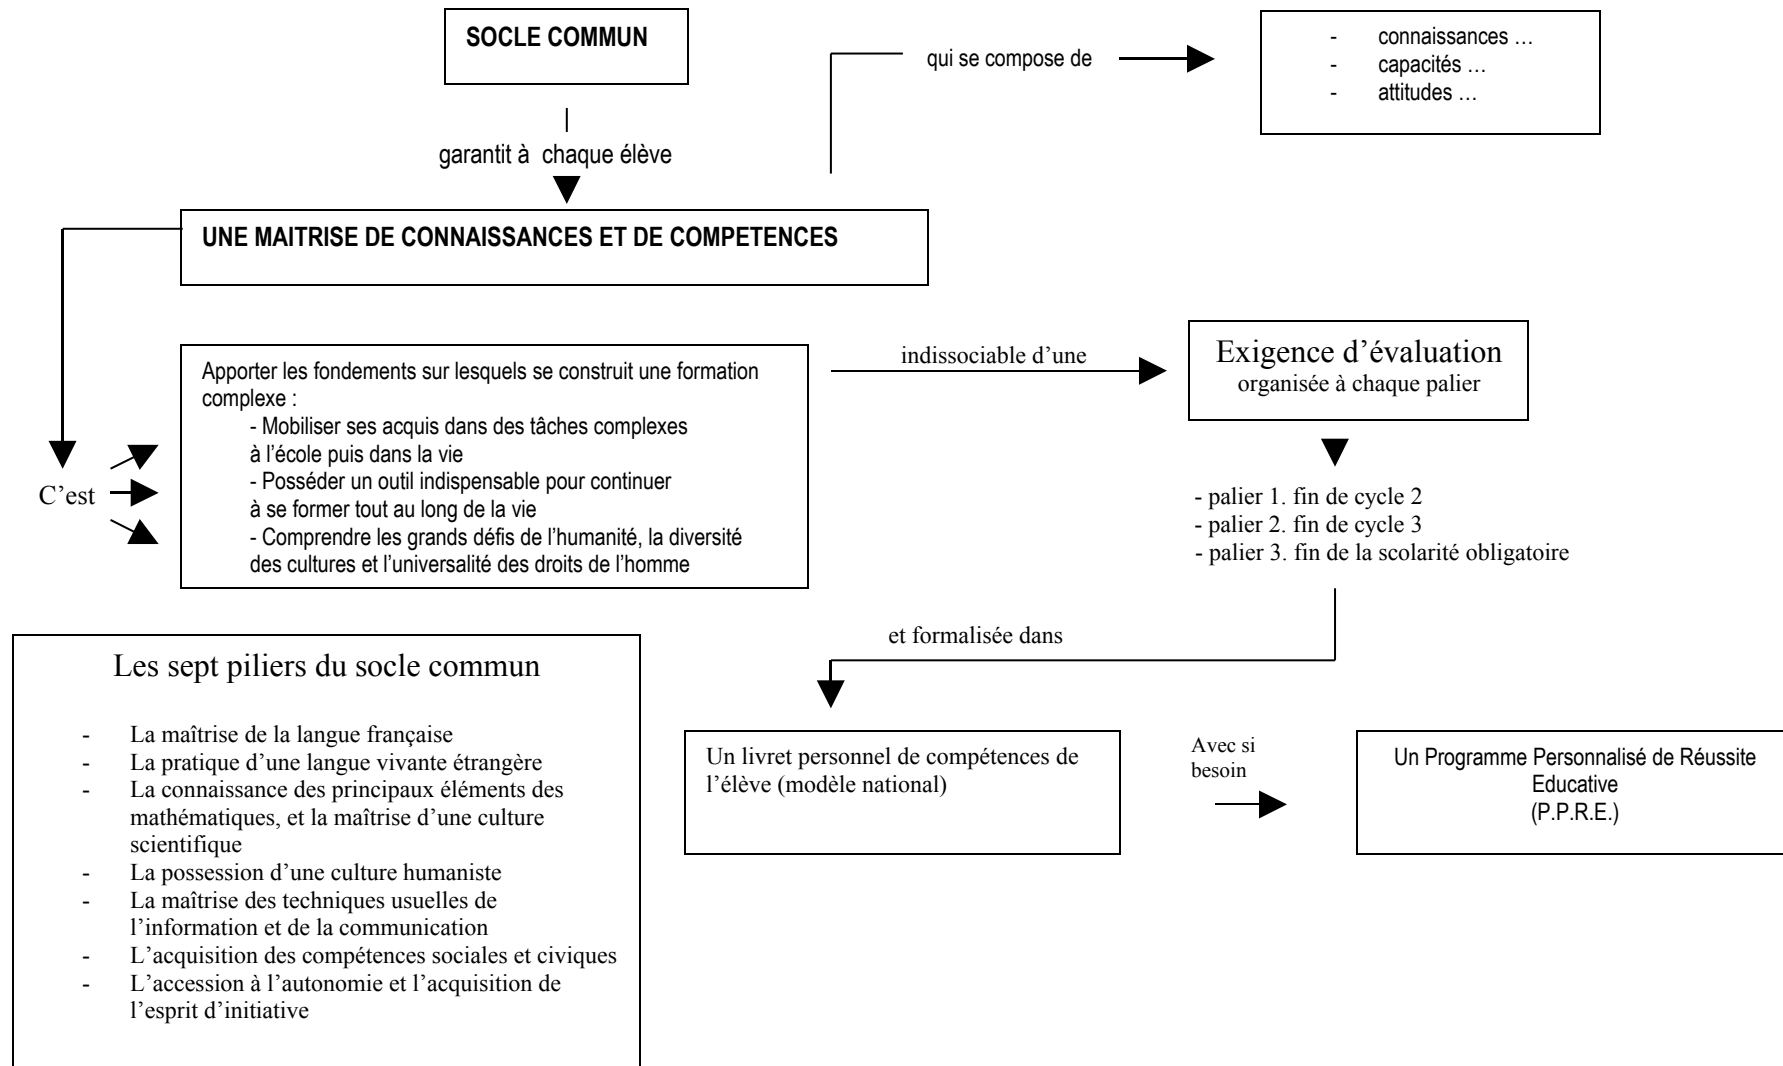 SOCLE COMMUN
qui se compose de
- connaissances …
- capacités …
- attitudes …
garantit à chaque élève
UNE MAITRISE DE CONNAISSANCES ET DE COMPETENCES
Apporter les fondements sur lesquels se construit une formation
complexe :
- Mobiliser ses acquis dans des tâches complexes
à l’école puis dans la vie
- Posséder un outil indispensable pour continuer
à se former tout au long de la vie
- Comprendre les grands défis de l’humanité, la diversité
des cultures et l’universalité des droits de l’homme
C’est
indissociable d’une
Exigence d’évaluation
organisée à chaque palier
- palier 1. fin de cycle 2
- palier 2. fin de cycle 3
- palier 3. fin de la scolarité obligatoire
et formalisée dans
Les sept piliers du socle commun
- La maîtrise de la langue française
- La pratique d’une langue vivante étrangère
- La connaissance des principaux éléments des
mathématiques, et la maîtrise d’une culture
scientifique
- La possession d’une culture humaniste
- La maîtrise des techniques usuelles de
l’information et de la communication
- L’acquisition des compétences sociales et civiques
- L’accession à l’autonomie et l’acquisition de
l’esprit d’initiative
Un livret personnel de compétences de
l’élève (modèle national)
Avec si
besoin
Un Programme Personnalisé de Réussite
Educative
(P.P.R.E.)